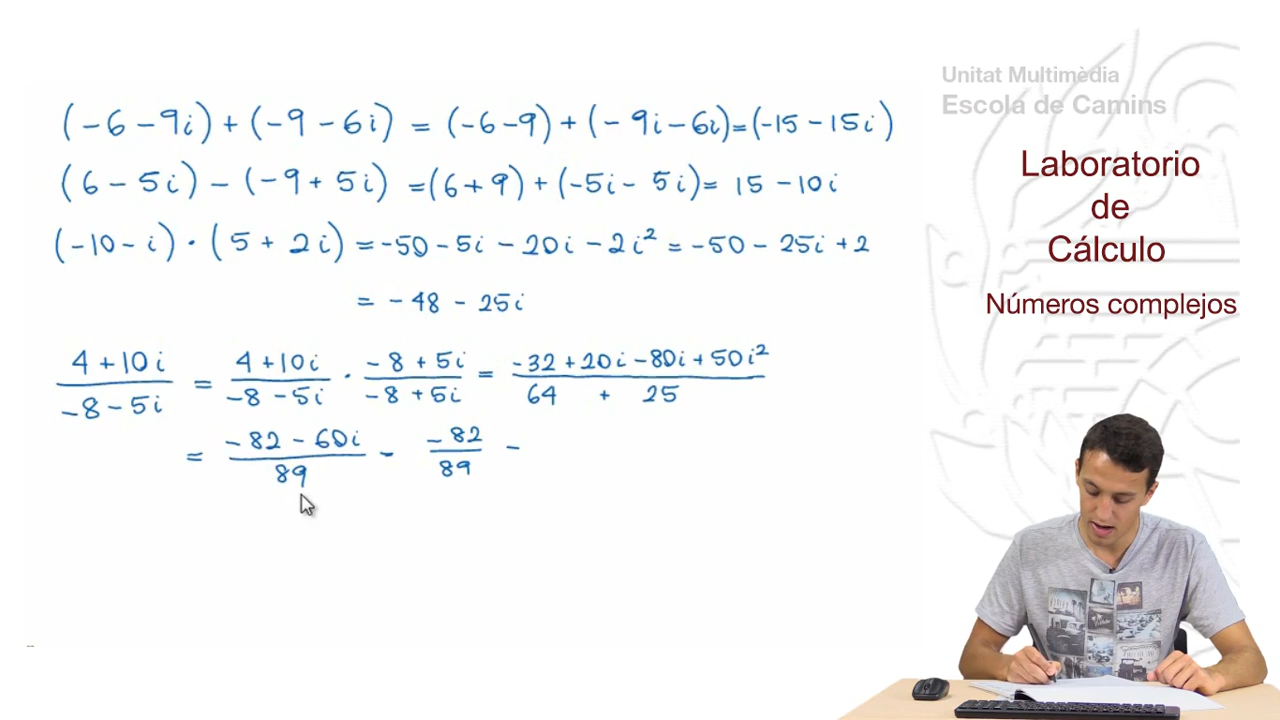 (-6-9i)+(-9-6i) = (-6-9)+(-9i-6i)=(-15-15i)
(6-5i)-(-9+5i) =(6+9)+(-5i-5i)= 15-10i
(-10-i)·(5+2i) =-50-5i-20i-2i² =-50-25i+2
= -48-25i
4+10i / -8-5i = 4+10i / -8-5i · -8+5i / -8+5i = -32+20i-80i+50i² / 64 + 25
= -82-60i / 89 - -82 / 89 -
Unitat Multimèdia
Escola de Camins
Laboratorio
de
Cálculo
Números complejos